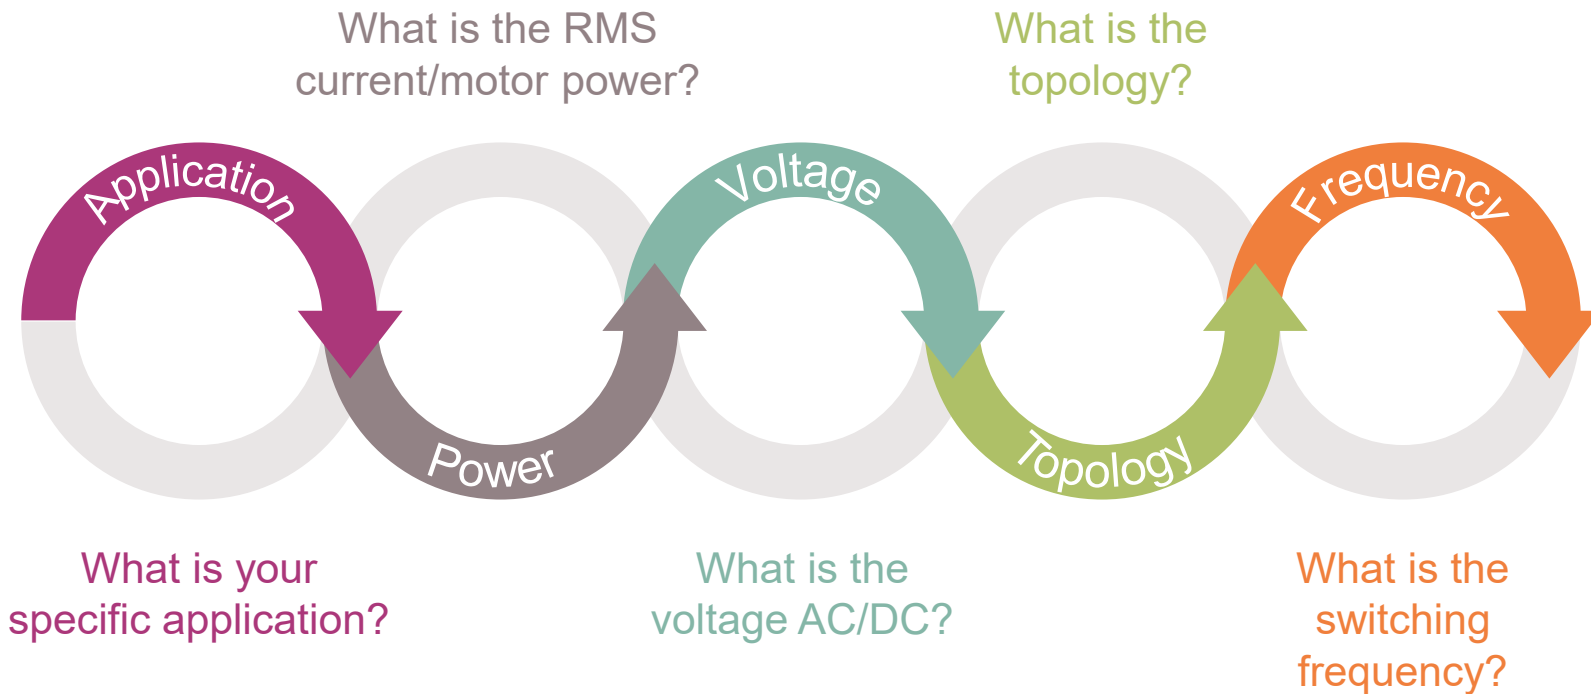 What is the RMS
current/motor power?
What is the
topology?
Application
Voltage
Frequency
Power
Topology
What is your
specific application?
What is the
voltage AC/DC?
What is the
switching
frequency?